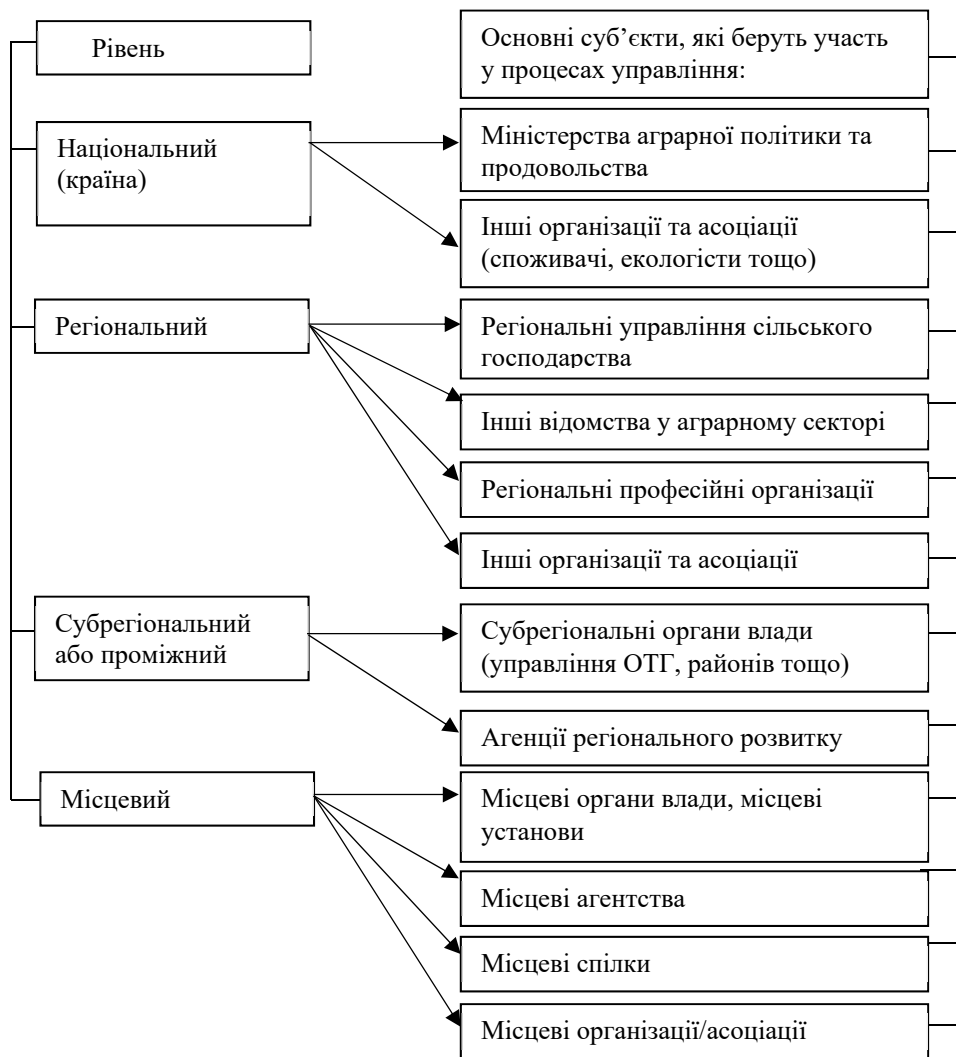 Рівень
Основні суб’єкти, які беруть участь
у процесах управління:
Національний
(країна)
Міністерства аграрної політики та
продовольства
Інші організації та асоціації
(споживачі, екологісти тощо)
Регіональний
Регіональні управління сільського
господарства
Інші відомства у аграрному секторі
Регіональні професійні організації
Інші організації та асоціації
Субрегіональний
або проміжний
Субрегіональні органи влади
(управління ОТГ, районів тощо)
Агенції регіонального розвитку
Місцевий
Місцеві органи влади, місцеві
установи
Місцеві агентства
Місцеві спілки
Місцеві організації/асоціації